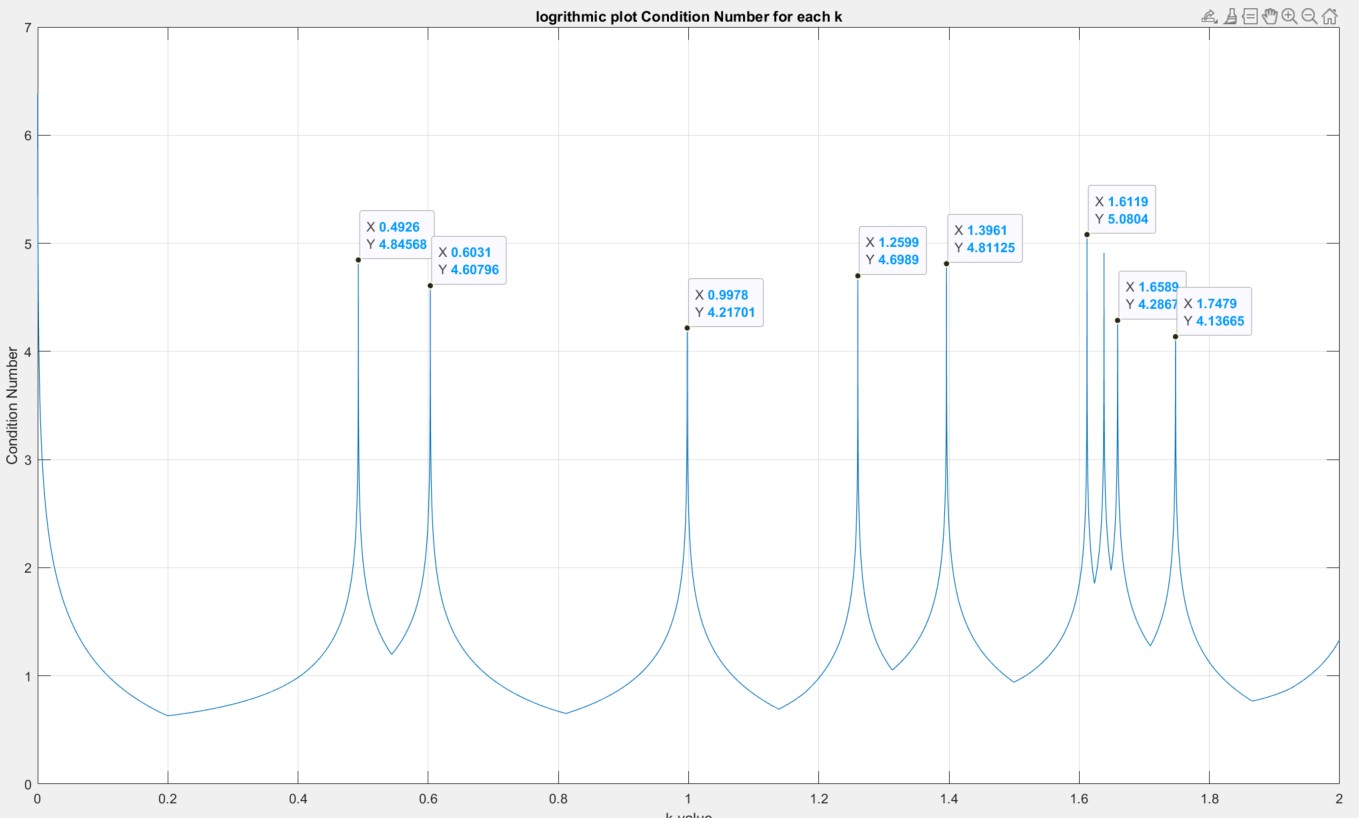 logrithmic plot Condition Number for each k
7
6
5
4
3
2
1
0
Condition Number
X 0.4926
Y 4.84568
X 0.6031
Y 4.60796
X 0.9978
Y 4.21701
X 1.2599
Y 4.6989
X 1.3961
Y 4.81125
X 1.6119
Y 5.0804
X 1.6589
Y 4.2867
X 1.7479
Y 4.13665
0 0.2 0.4 0.6 0.8 1 1.2 1.4 1.6 1.8 2
k value